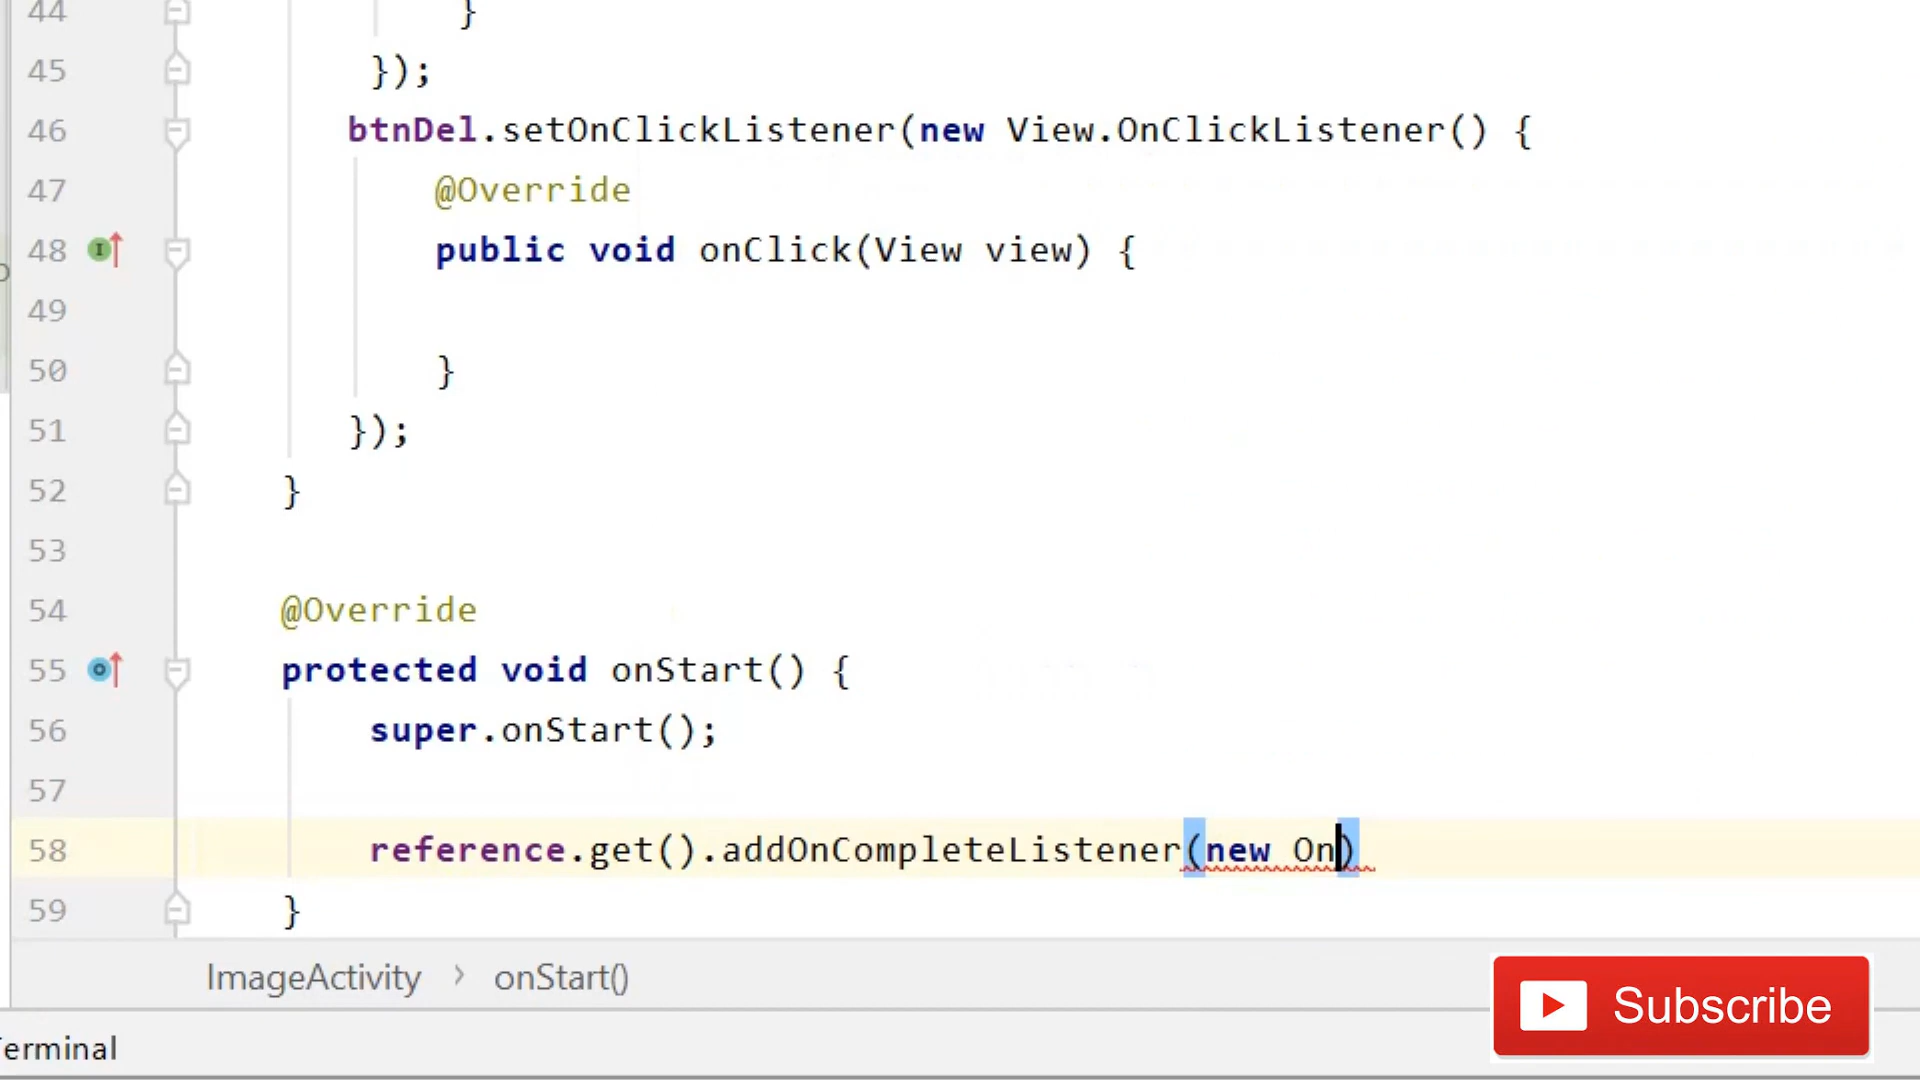 44 }
45 });
46 btnDel.setOnClickListener(new View.OnClickListener() {
47 @Override
48 public void onClick(View view) {
49
50 }
51 });
52 }
53
54 @Override
55 protected void onStart() {
56 super.onStart();
57
58 reference.get().addOnCompleteListener(new On)
59 }
ImageActivity › onStart()
Subscribe
erminal